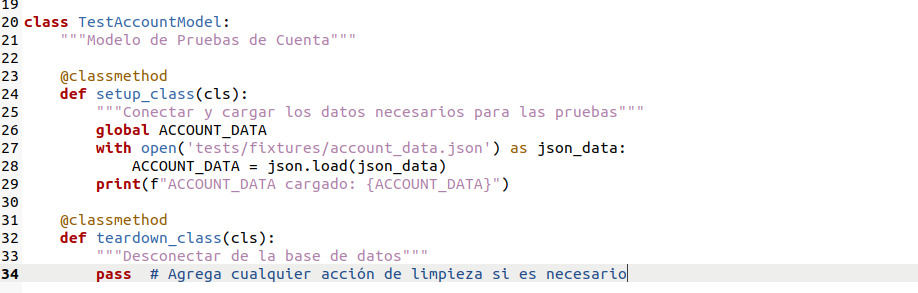 19
20 class TestAccountModel:
21     """Modelo de Pruebas de Cuenta"""
22
23     @classmethod
24     def setup_class(cls):
25         """Conectar y cargar los datos necesarios para las pruebas"""
26         global ACCOUNT_DATA
27         with open('tests/fixtures/account_data.json') as json_data:
28             ACCOUNT_DATA = json.load(json_data)
29         print(f"ACCOUNT_DATA cargado: {ACCOUNT_DATA}")
30
31     @classmethod
32     def teardown_class(cls):
33         """Desconectar de la base de datos"""
34         pass  # Agrega cualquier acción de limpieza si es necesario